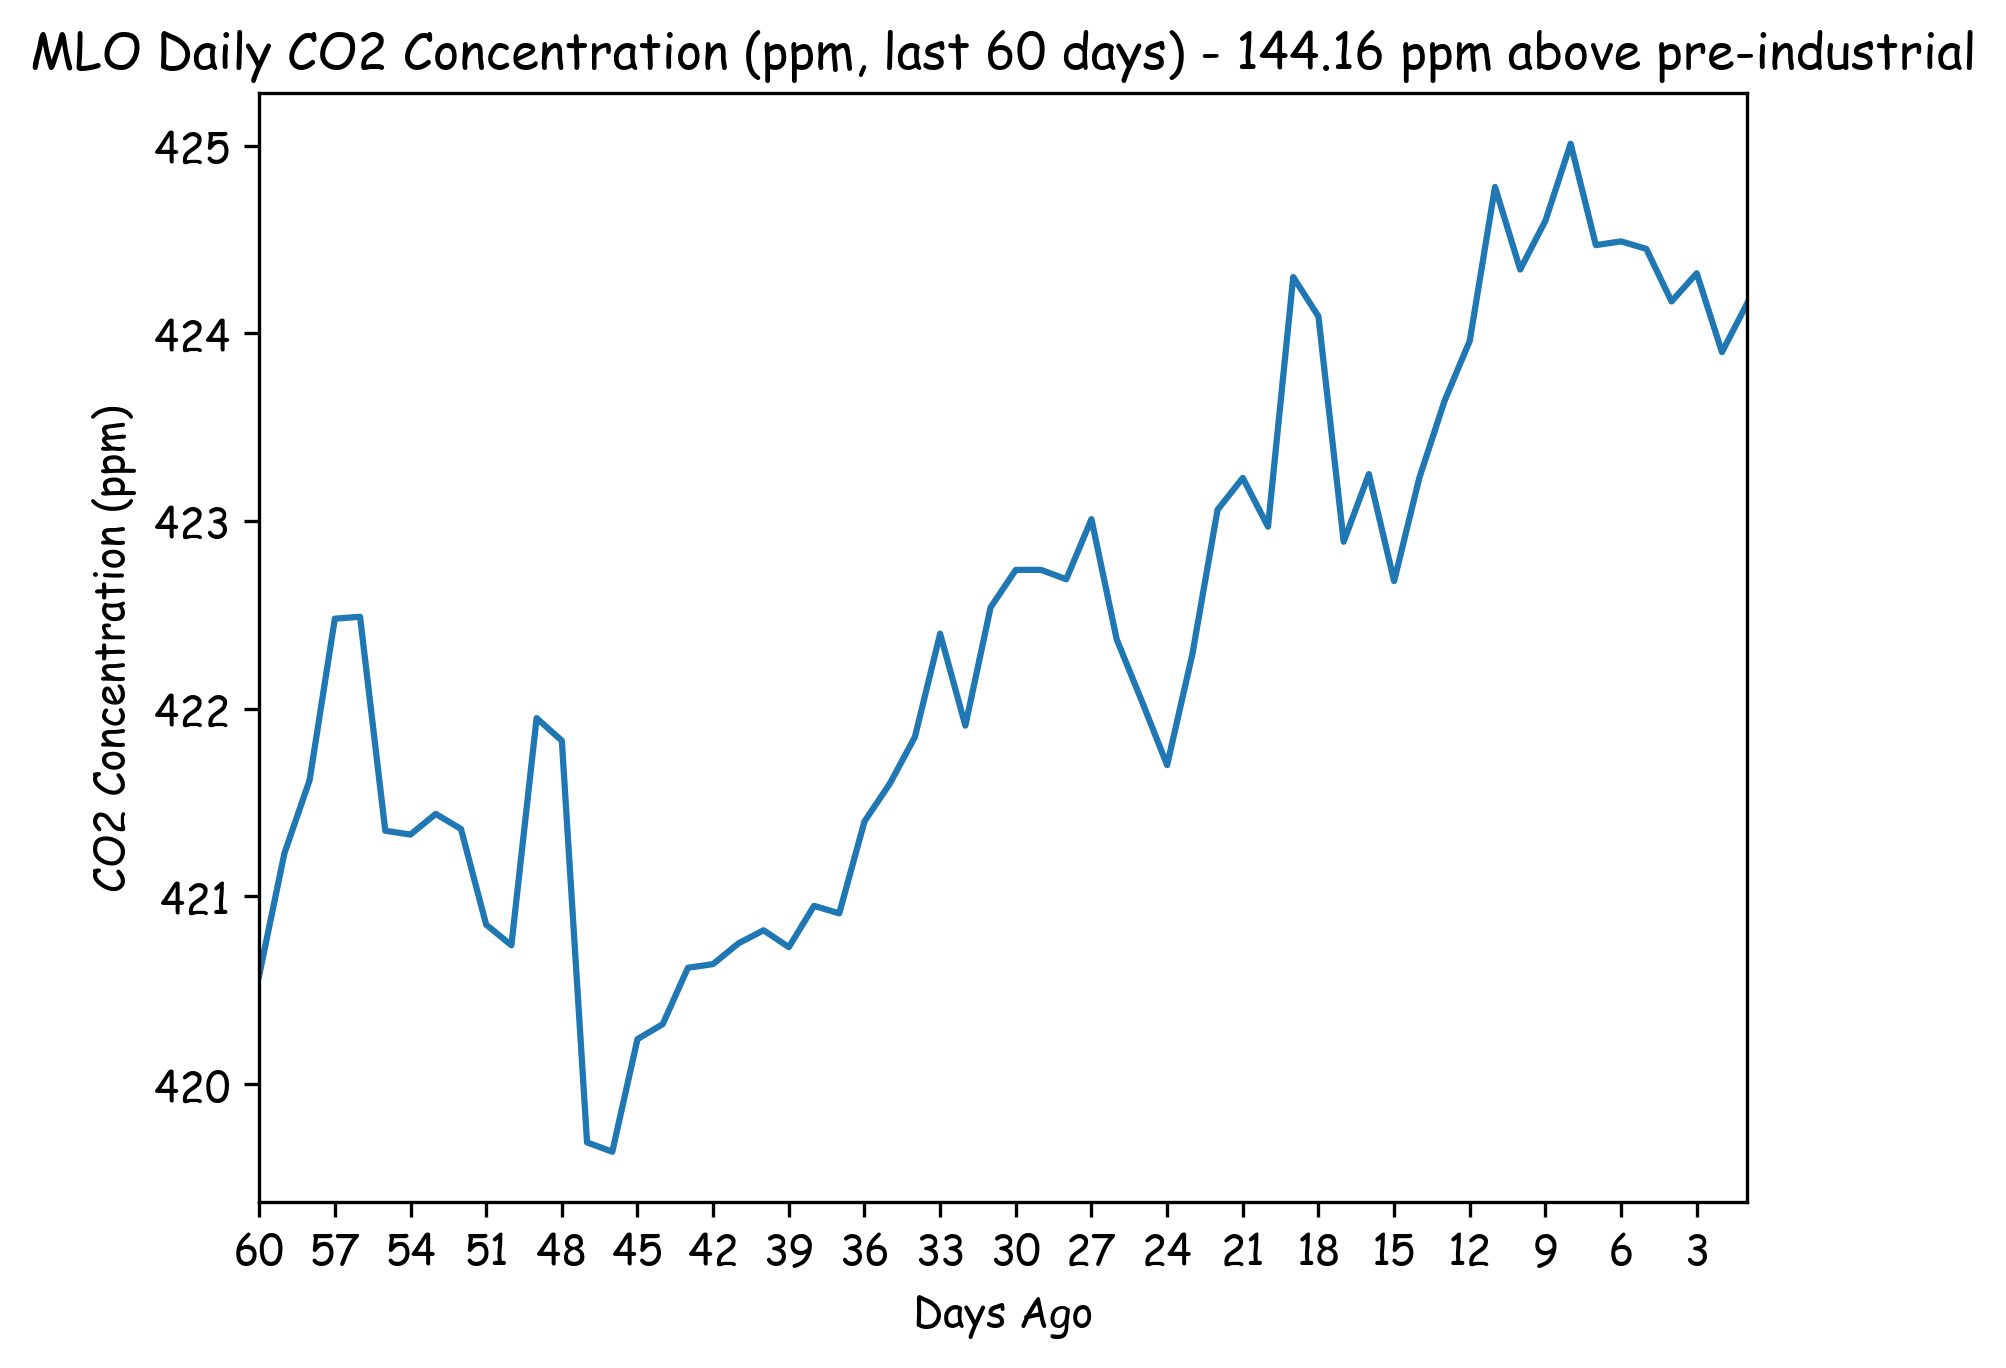 MLO Daily CO2 Concentration (ppm, last 60 days) - 144.16 ppm above pre-industrial
425
424
423
422
421
420
CO2 Concentration (ppm)
60 57 54 51 48 45 42 39 36 33 30 27 24 21 18 15 12 9 6 3
Days Ago